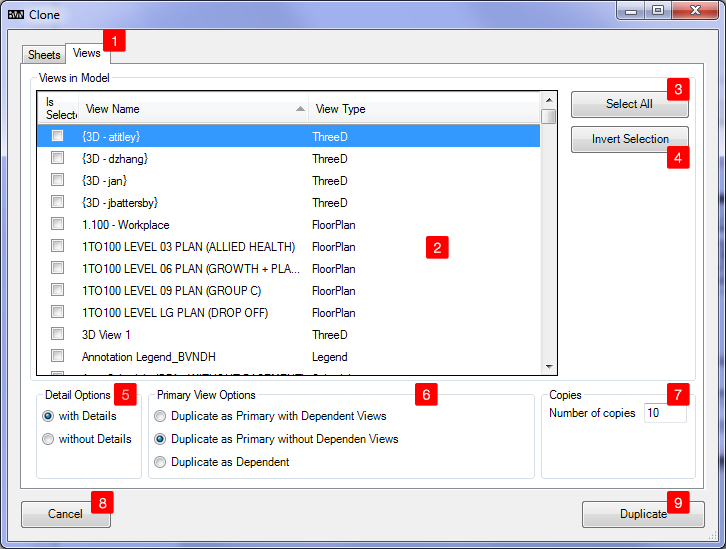 BVN Clone
1
Sheets Views
Views in Model
Is Selecte View Name View Type
{3D - atitley} ThreeD
{3D - dzhang} ThreeD
{3D - jan} ThreeD
{3D - jbattersby} ThreeD
1.100 - Workplace FloorPlan
1TO100 LEVEL 03 PLAN (ALLIED HEALTH) FloorPlan
1TO100 LEVEL 06 PLAN (GROWTH + PLA... FloorPlan
1TO100 LEVEL 09 PLAN (GROUP C) FloorPlan
1TO100 LEVEL LG PLAN (DROP OFF) FloorPlan
3D View 1 ThreeD
Annotation Legend_BVNDH Legend
2
3
Select All
Invert Selection
4
Detail Options 5
with Details
without Details
Primary View Options 6
Duplicate as Primary with Dependent Views
Duplicate as Primary without Dependen Views
Duplicate as Dependent
Copies 7
Number of copies 10
Cancel 8
Duplicate 9